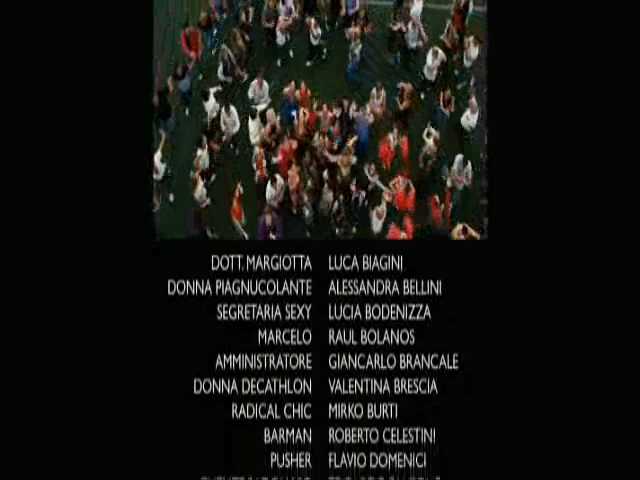 DOTT. MARGIOTTA LUCA BIAGINI
DONNA PIAGNUCOLANTE ALESSANDRA BELLINI
SEGRETARIA SEXY LUCIA BODENIZZA
MARCELO RAUL BOLANOS
AMMINISTRATORE GIANCARLO BRANCALE
DONNA DECATHLON VALENTINA BRESCIA
RADICAL CHIC MIRKO BURTI
BARMAN ROBERTO CELESTINI
PUSHER FLAVIO DOMENICI